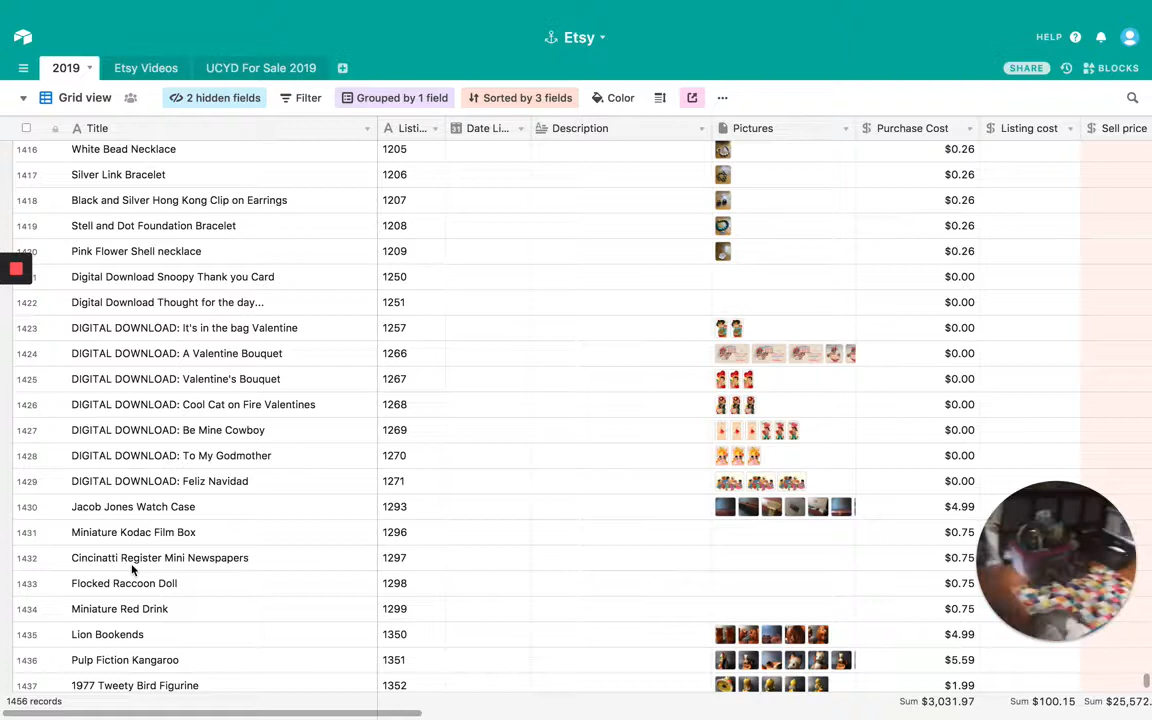 Etsy
HELP
2019 Etsy Videos UCYD For Sale 2019 SHARE BLOCKS
Grid view 2 hidden fields Filter Grouped by 1 field Sorted by 3 fields Color
Title Listi... Date Li... Description Pictures Purchase Cost Listing cost Sell price
1416 White Bead Necklace 1205 $0.26
1417 Silver Link Bracelet 1206 $0.26
1418 Black and Silver Hong Kong Clip on Earrings 1207 $0.26
1419 Stell and Dot Foundation Bracelet 1208 $0.26
Pink Flower Shell necklace 1209 $0.26
Digital Download Snoopy Thank you Card 1250 $0.00
1422 Digital Download Thought for the day... 1251 $0.00
1423 DIGITAL DOWNLOAD: It's in the bag Valentine 1257 $0.00
1424 DIGITAL DOWNLOAD: A Valentine Bouquet 1266 $0.00
1425 DIGITAL DOWNLOAD: Valentine's Bouquet 1267 $0.00
1426 DIGITAL DOWNLOAD: Cool Cat on Fire Valentines 1268 $0.00
1427 DIGITAL DOWNLOAD: Be Mine Cowboy 1269 $0.00
1428 DIGITAL DOWNLOAD: To My Godmother 1270 $0.00
1429 DIGITAL DOWNLOAD: Feliz Navidad 1271 $0.00
1430 Jacob Jones Watch Case 1293 $4.99
1431 Miniature Kodac Film Box 1296 $0.75
1432 Cincinatti Register Mini Newspapers 1297 $0.75
1433 Flocked Raccoon Doll 1298 $0.75
1434 Miniature Red Drink 1299 $0.75
1435 Lion Bookends 1350 $4.99
1436 Pulp Fiction Kangaroo 1351 $5.59
1437 1977 Tweety Bird Figurine 1352 $1.99
1456 records Sum $3,031.97 Sum $100.15 Sum $25,572.